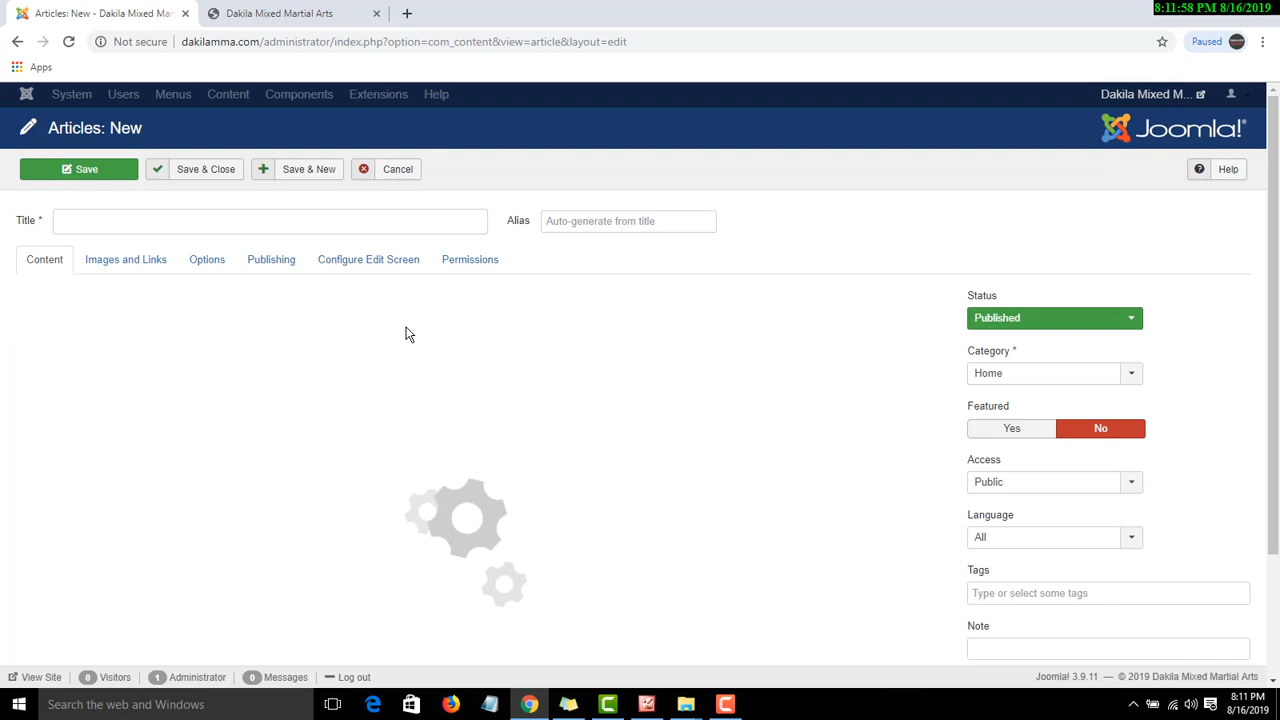 8:11:58 PM 8/16/2019
Articles: New - Dakila Mixed Mar
Dakila Mixed Martial Arts
Not secure
dakilamma.com/administrator/index.php?option=com_content&view=article&layout=edit
Paused
Apps
System
Users
Menus
Content
Components
Extensions
Help
Dakila Mixed M...
Articles: New
Joomla!®
Save
Save & Close
Save & New
Cancel
Help
Title *
Alias
Auto-generate from title
Content
Images and Links
Options
Publishing
Configure Edit Screen
Permissions
Status
Published
Category *
Home
Featured
Yes
No
Access
Public
Language
All
Tags
Type or select some tags
Note
View Site
0 Visitors
1 Administrator
0 Messages
Log out
Joomla! 3.9.11 — © 2019 Dakila Mixed Martial Arts
Search the web and Windows
8:11 PM
8/16/2019